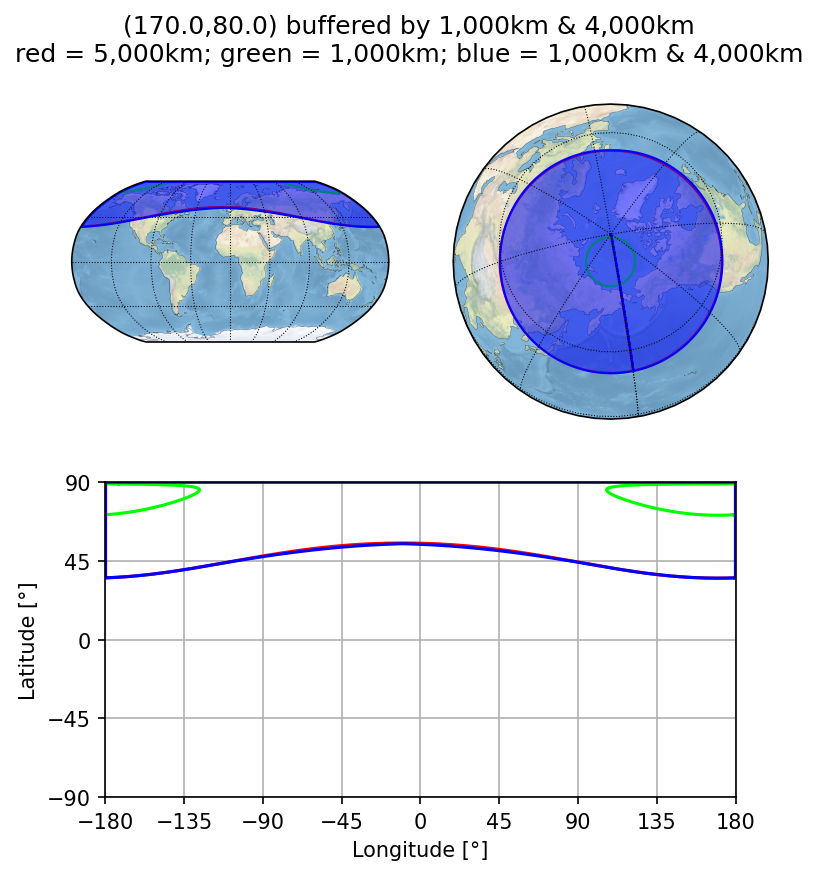 (170.0,80.0) buffered by 1,000km & 4,000km
red = 5,000km; green = 1,000km; blue = 1,000km & 4,000km
90
45
0
−45
−90
Latitude [°]
−180 −135 −90 −45 0 45 90 135 180
Longitude [°]